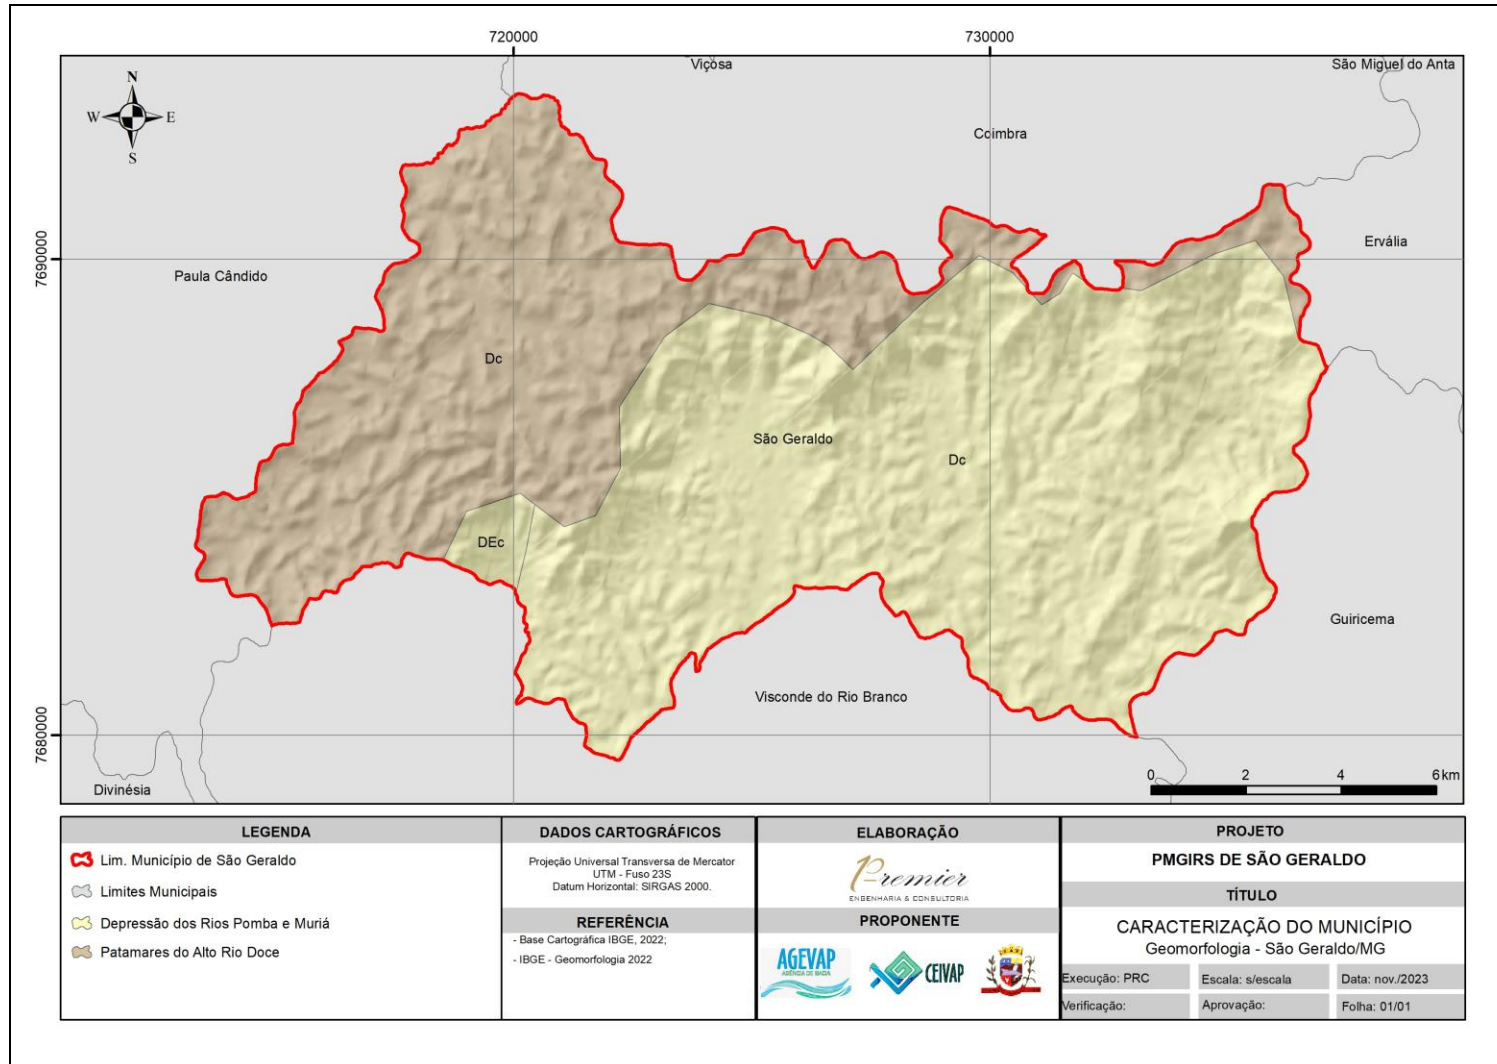 720000
730000
Viçosa
São Miguel do Anta
N
W
E
S
Coimbra
Ervália
7690000
Paula Cândido
Dc
São Geraldo
Dc
DEc
Guiricema
Visconde do Rio Branco
7680000
Divinésia
0 2 4 6 km
LEGENDA
Lim. Município de São Geraldo
Limites Municipais
Depressão dos Rios Pomba e Muriá
Patamares do Alto Rio Doce
DADOS CARTOGRÁFICOS
Projeção Universal Transversa de Mercator
UTM - Fuso 23S
Datum Horizontal: SIRGAS 2000.
REFERÊNCIA
- Base Cartográfica IBGE, 2022;
- IBGE - Geomorfologia 2022
ELABORAÇÃO
Premier
ENGENHARIA & CONSULTORIA
PROPONENTE
AGEVAP
AGÊNCIA DE BACIA
CEIVAP
PROJETO
PMGIRS DE SÃO GERALDO
TÍTULO
CARACTERIZAÇÃO DO MUNICÍPIO
Geomorfologia - São Geraldo/MG
Execução: PRC
Escala: s/escala
Data: nov./2023
Verificação:
Aprovação:
Folha: 01/01